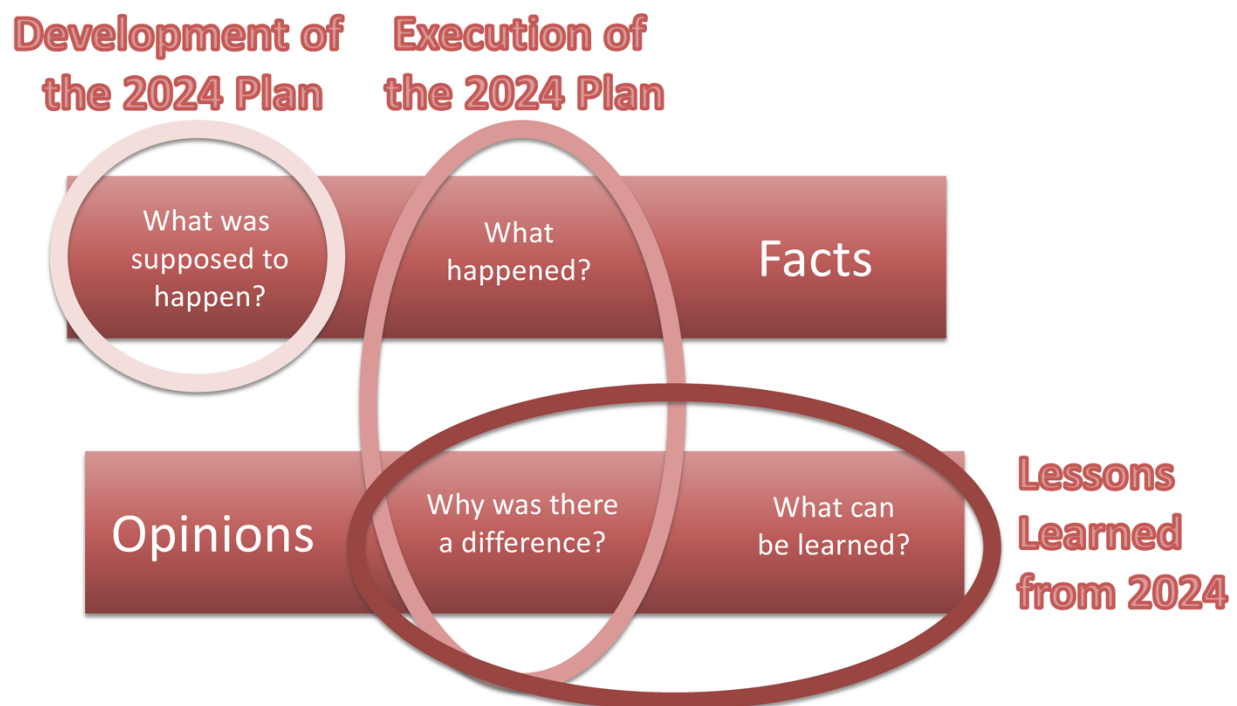 Development of
the 2024 Plan
Execution of
the 2024 Plan
What was
supposed to
happen?
What
happened?
Facts
Opinions
Why was there
a difference?
What can
be learned?
Lessons
Learned
from 2024